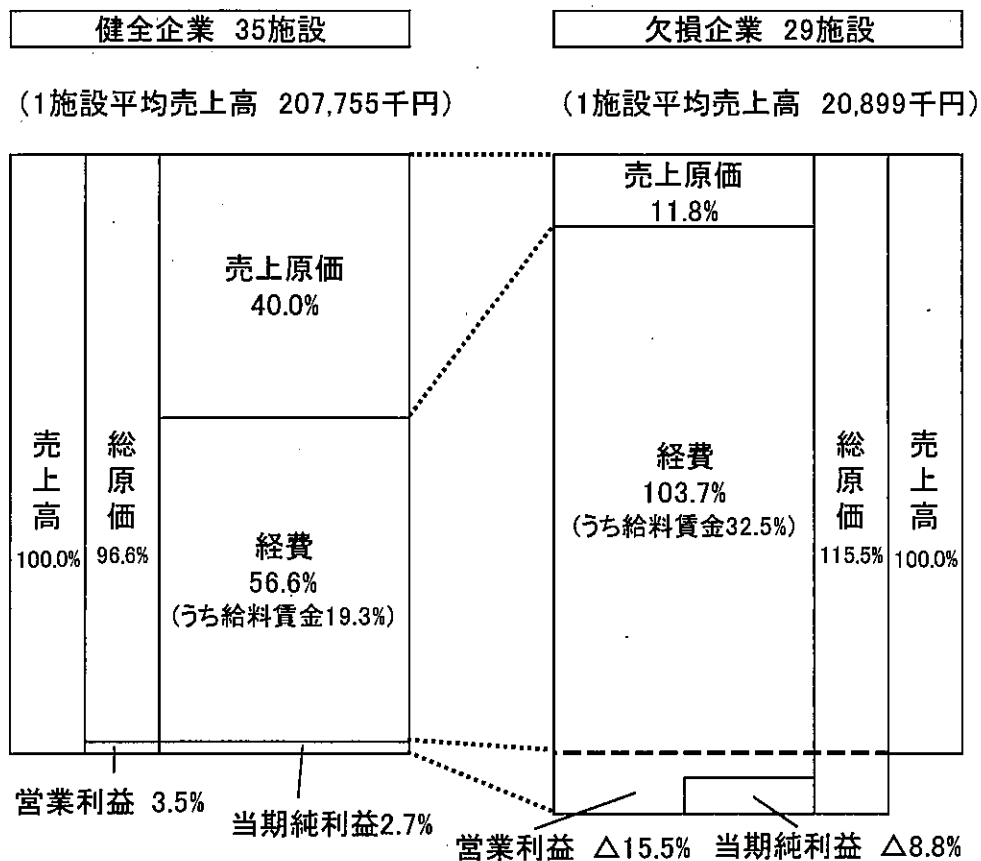 健全企業 35施設
(1施設平均売上高 207,755千円)
売上高
100.0%
総原価
96.6%
売上原価
40.0%
経費
56.6%
(うち給料賃金19.3%)
営業利益 3.5%
当期純利益2.7%
欠損企業 29施設
(1施設平均売上高 20,899千円)
売上原価
11.8%
経費
103.7%
(うち給料賃金32.5%)
総原価
115.5%
売上高
100.0%
営業利益 △15.5%
当期純利益 △8.8%